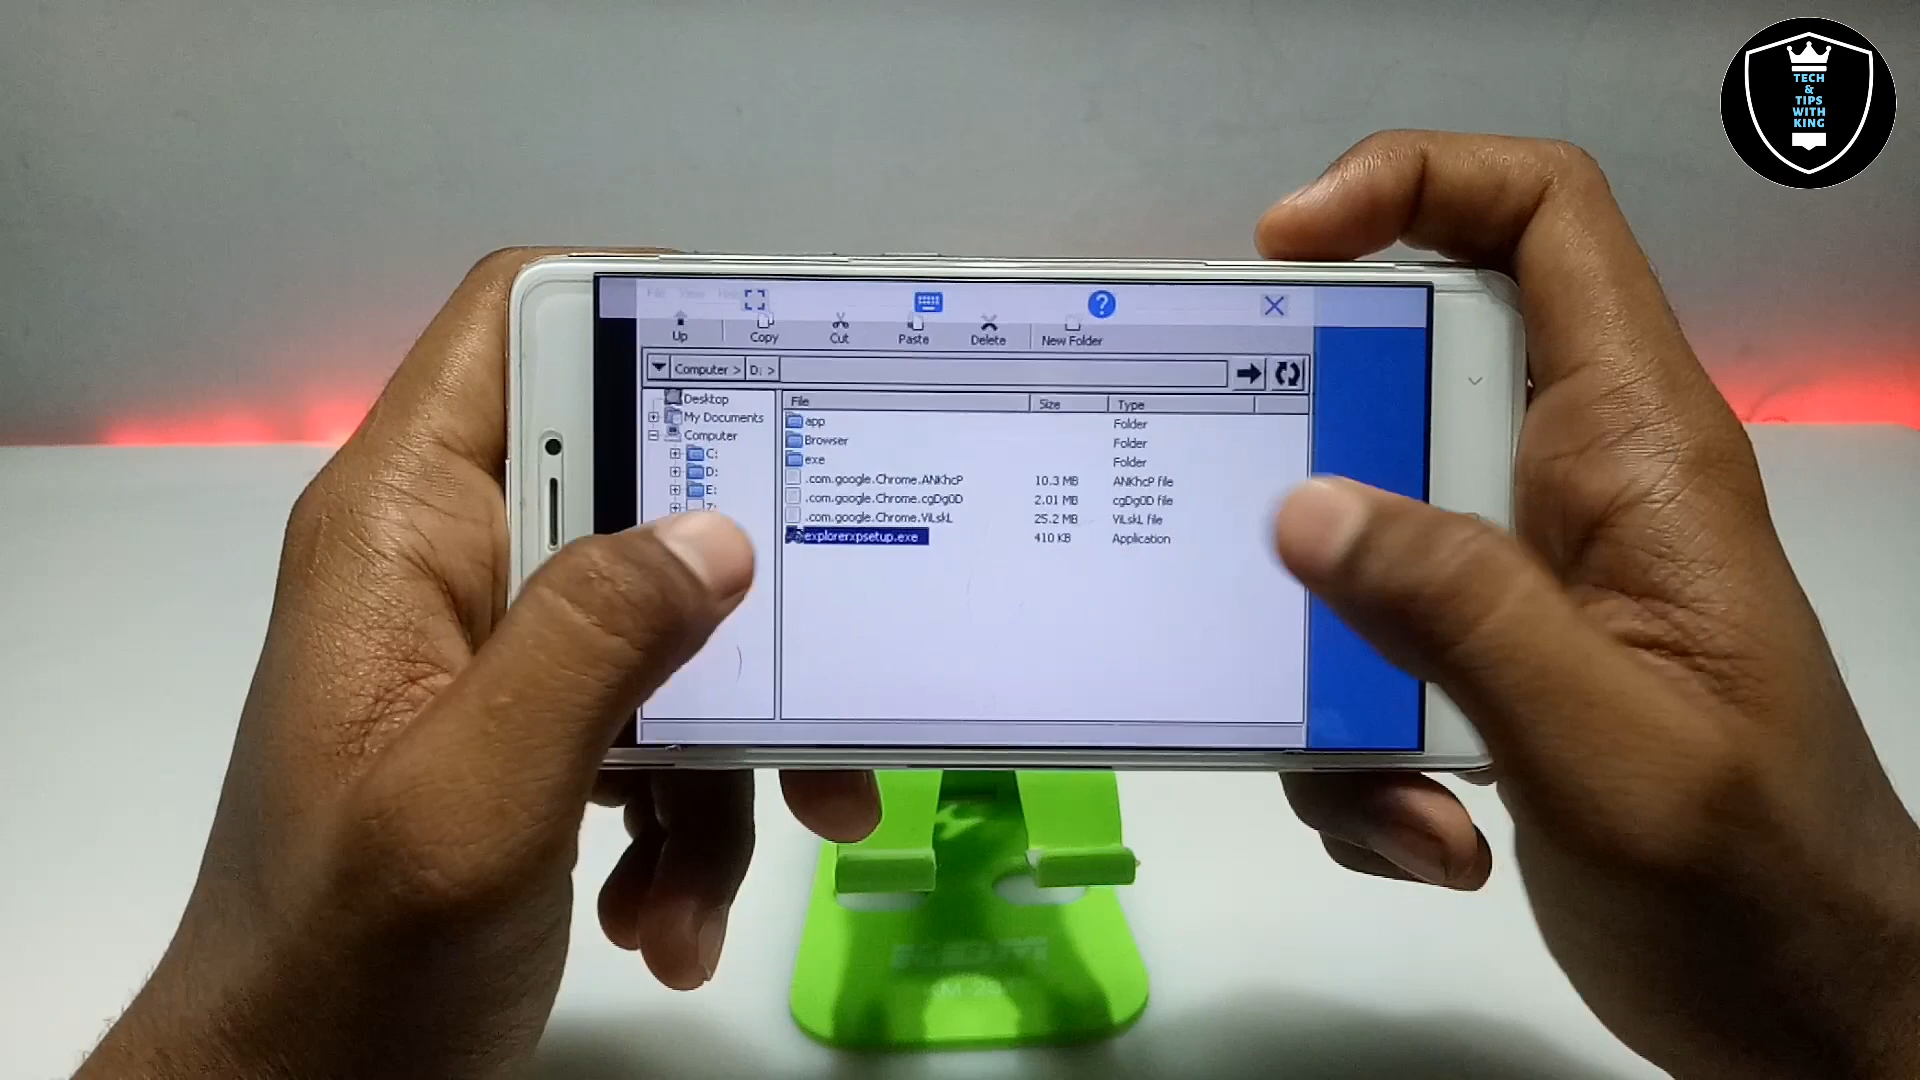 TECH
&
TIPS
WITH
KING
File View Help
Up Copy Cut Paste Delete New Folder
Computer > D: >
File Size Type
Desktop
My Documents
Computer
C:
D:
E:
app Folder
Browser Folder
exe Folder
.com.google.Chrome.ANKhcP 10.3 MB ANKhcP file
.com.google.Chrome.cgDg0D 2.01 MB cgDg0D file
.com.google.Chrome.ViLskL 25.2 MB ViLskL file
explorerxpsetup.exe 410 KB Application